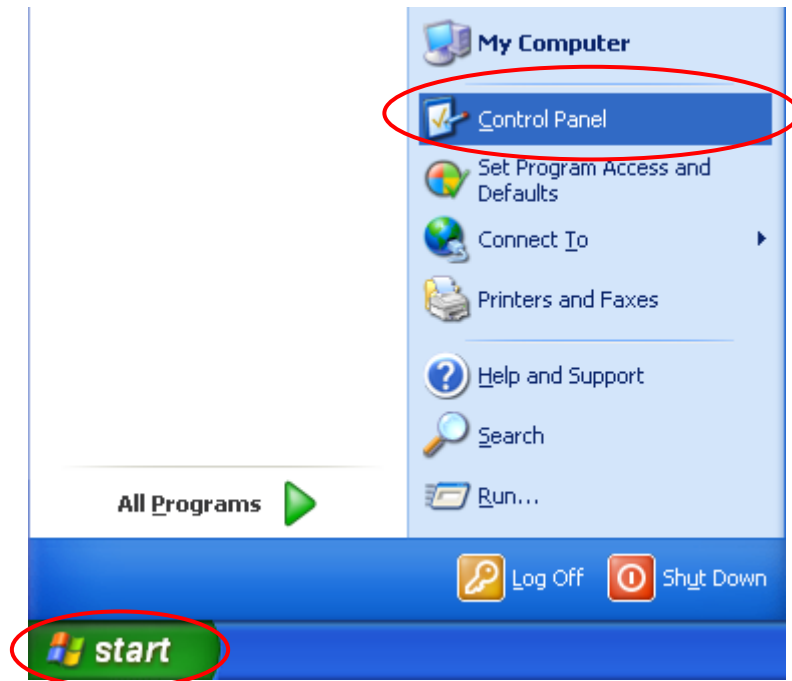 My Computer
Control Panel
Set Program Access and
Defaults
Connect To
Printers and Faxes
Help and Support
Search
Run...
All Programs
Log Off
Shut Down
start